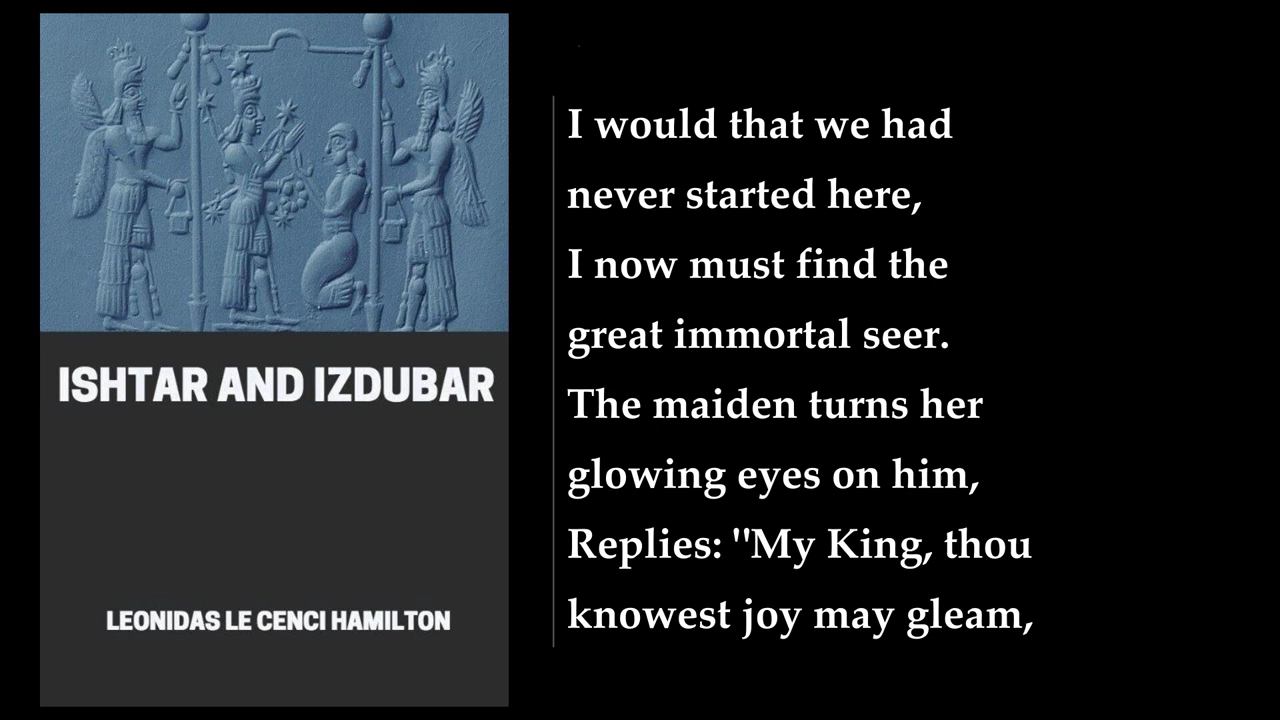 ISHTAR AND IZDUBAR
LEONIDAS LE CENCI HAMILTON
I would that we had
never started here,
I now must find the
great immortal seer.
The maiden turns her
glowing eyes on him,
Replies: "My King, thou
knowest joy may gleam,